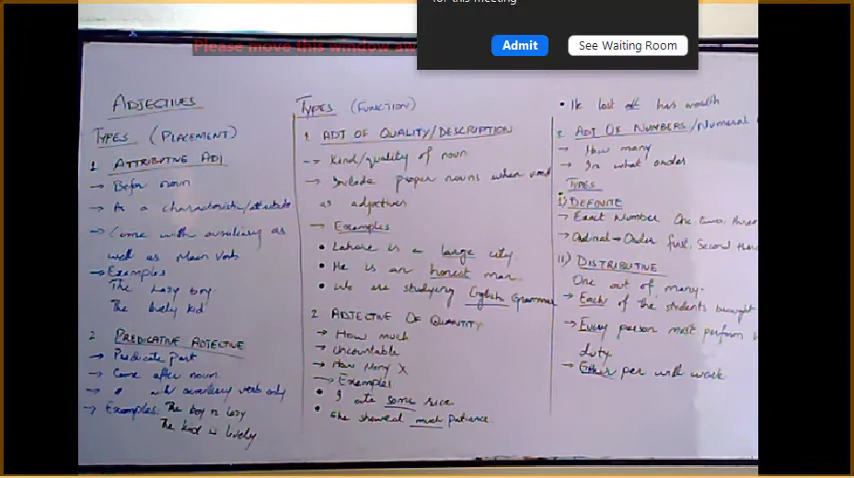 for this meeting
Please move this window aw
Admit
See Waiting Room
ADJECTIVES
TYPES (PLACEMENT)
1 ATTRIBUTIVE ADJ
→ Before noun
→ As a characteristic/attribute
→ Come with auxiliary as
well as Main Verb
→ Examples
The lazy boy
The lively kid
2 PREDICATIVE ADJECTIVE
→ Predicate part
→ Come after noun
→ with auxiliary verb only
→ Examples: The boy is lazy
The kid is lively
TYPES (FUNCTION)
1 ADJ OF QUALITY/DESCRIPTION
→ Kind/quality of noun
→ Include proper nouns when used
as adjectives
→ Examples
• Lahore is a large city.
• He is an honest man.
• We are studying English Grammar
2 ADJECTIVE OF QUANTITY
→ How much
→ Uncountable
→ How Many X
→ Examples
• I ate some rice
• She showed much patience.
• He lost all his wealth
3 ADJ OF NUMBERS/Numeral
→ How many
→ In what order
TYPES
I) DEFINITE
→ Exact Number One, two, three
→ Ordinal → Order first, Second
II) DISTRIBUTIVE
One out of many.
→ Each of the students brought
→ Every person must perform
duty.
→ pen will work